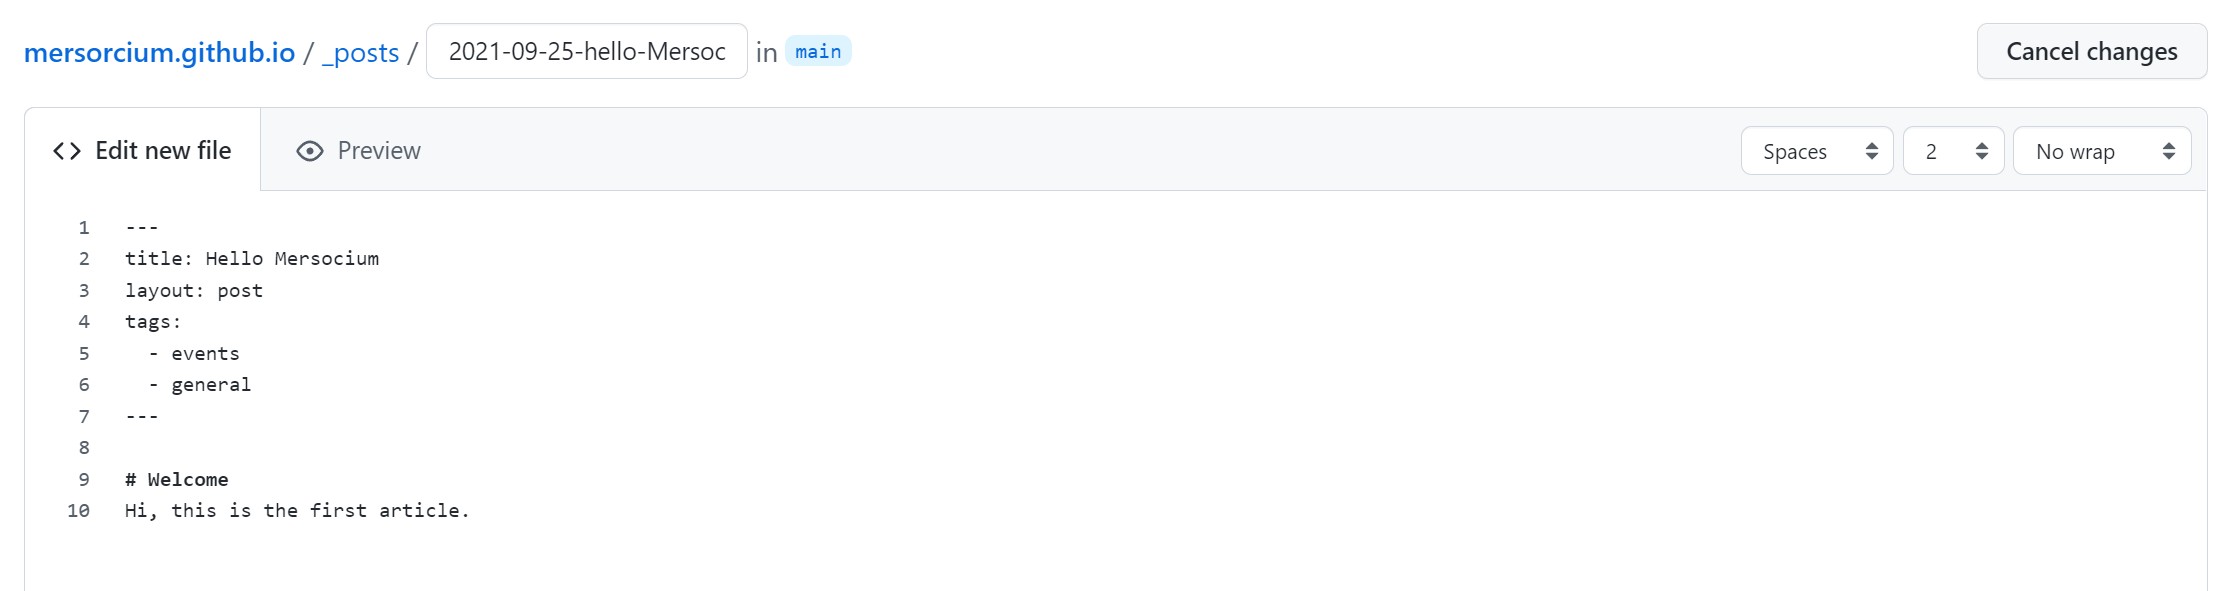 mersorcium.github.io / _posts / 2021-09-25-hello-Mersoc in main Cancel changes
<> Edit new file Preview Spaces 2 No wrap
1 ---
2 title: Hello Mersocium
3 layout: post
4 tags:
5 - events
6 - general
7 ---
8
9 # Welcome
10 Hi, this is the first article.